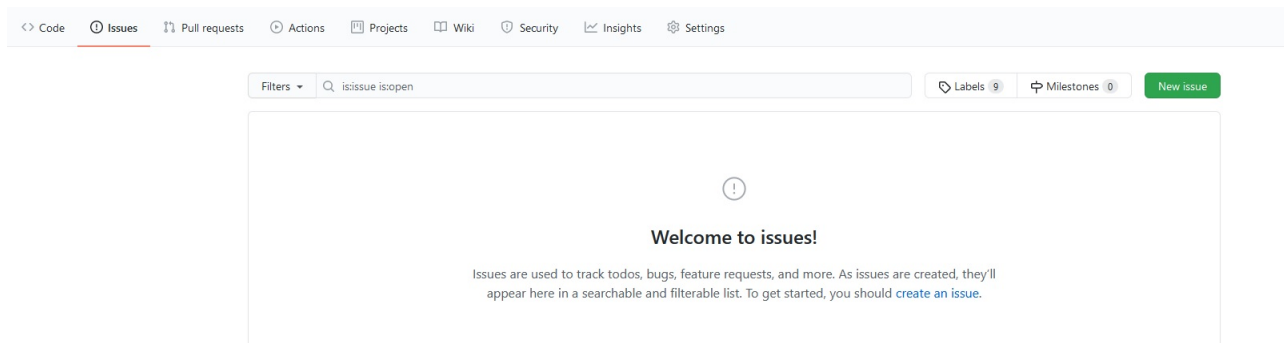 Code Issues Pull requests Actions Projects Wiki Security Insights Settings
Filters is:issue is:open Labels 9 Milestones 0 New issue
Welcome to issues!
Issues are used to track todos, bugs, feature requests, and more. As issues are created, they'll
appear here in a searchable and filterable list. To get started, you should create an issue.